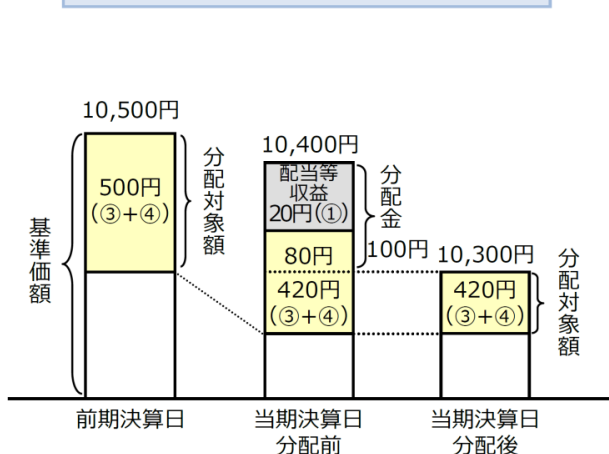 10,500円
500円
(③+④)
分配対象額
基準価額
前期決算日
10,400円
配当等
収益
20円(①)
80円
420円
(③+④)
分配金
100円
当期決算日
分配前
10,300円
420円
(③+④)
分配対象額
当期決算日
分配後